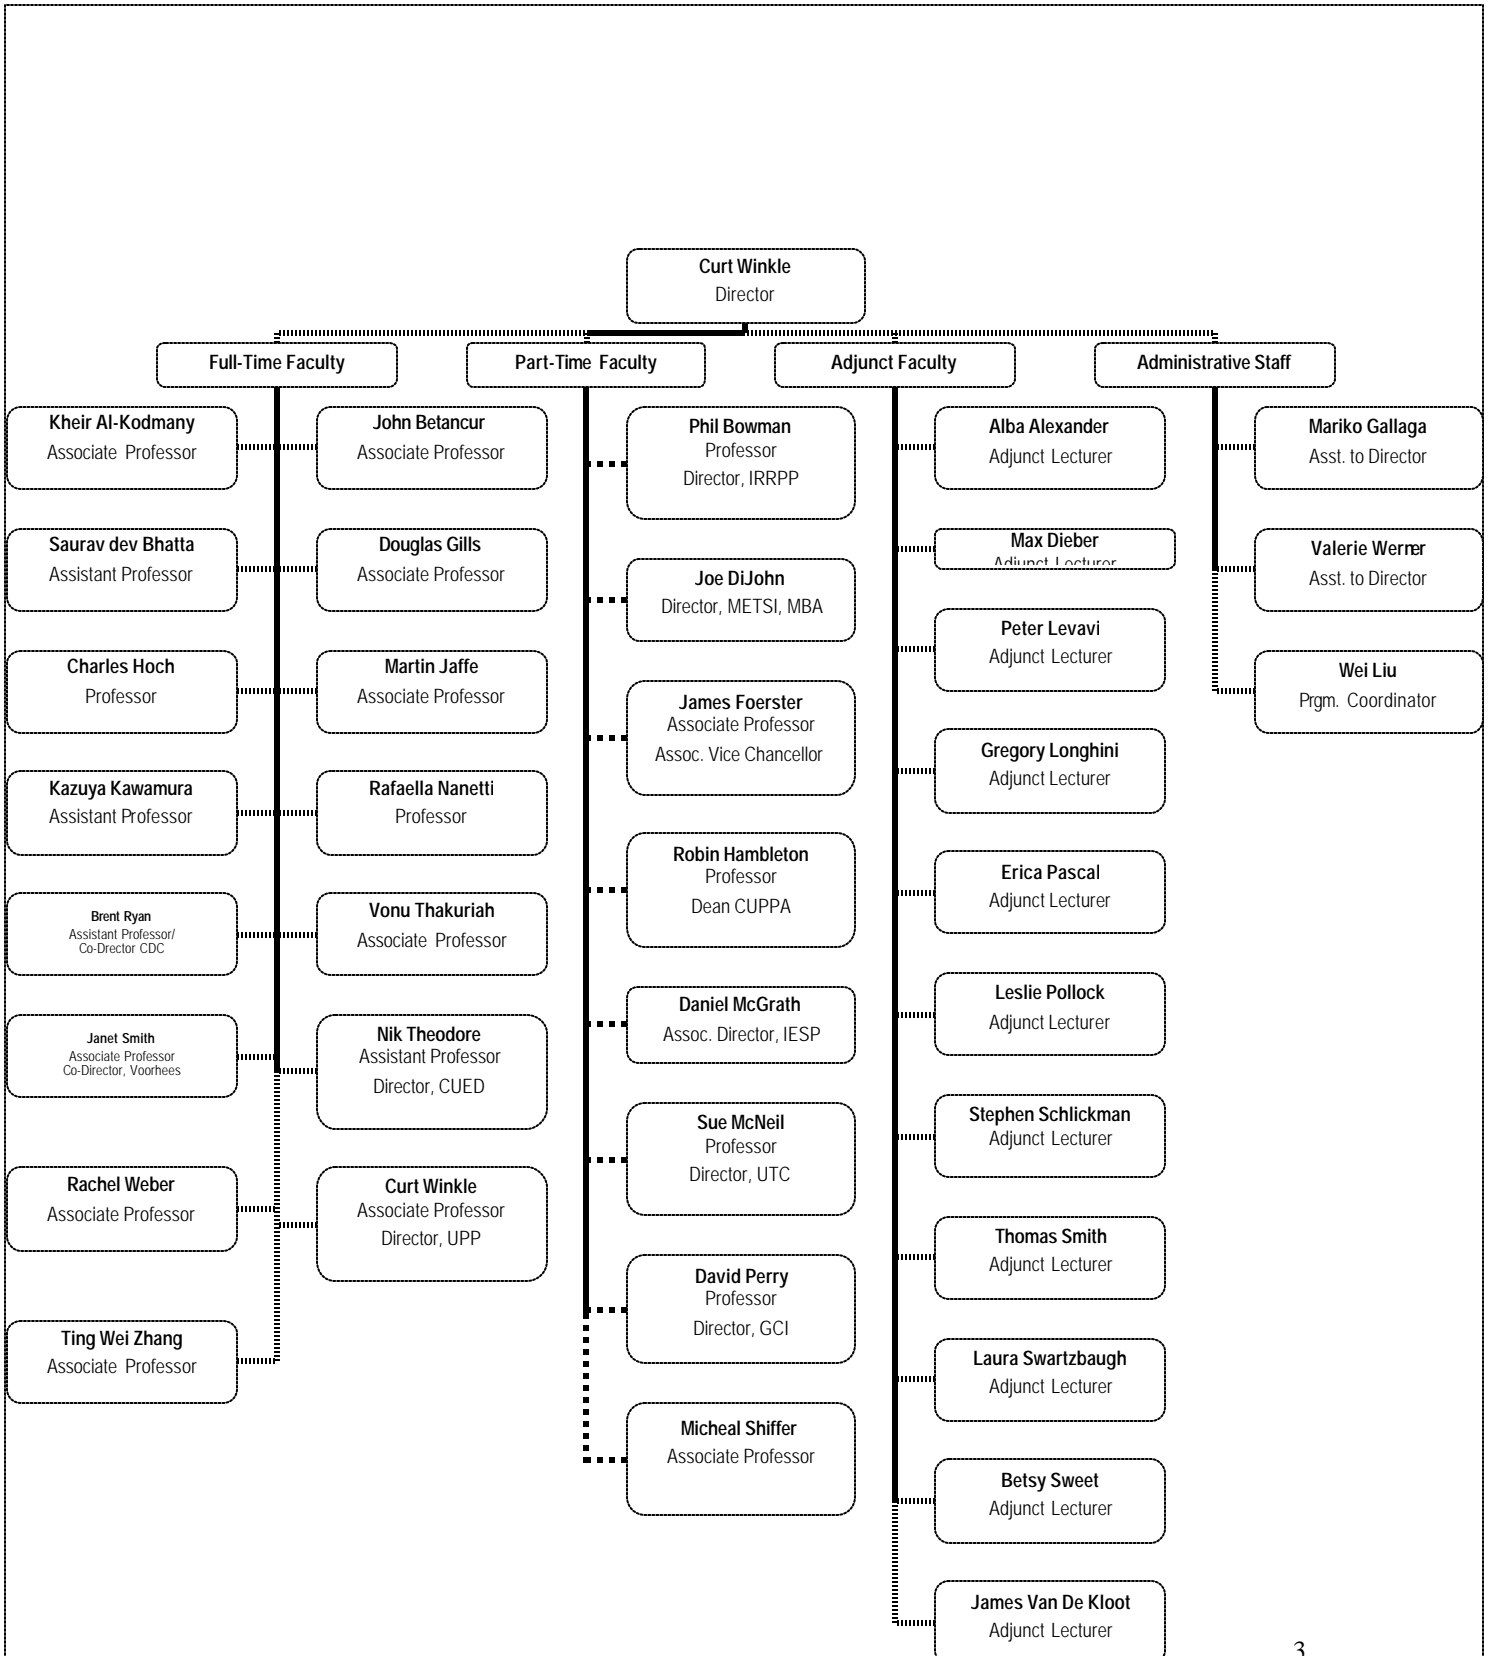 Curt Winkle
Director
Full-Time Faculty
Part-Time Faculty
Adjunct Faculty
Administrative Staff
Kheir Al-Kodmany
Associate Professor
Saurav dev Bhatta
Assistant Professor
Charles Hoch
Professor
Kazuya Kawamura
Assistant Professor
Brent Ryan
Assistant Professor/
Co-Drector CDC
Janet Smith
Associate Professor
Co-Director, Voorhees
Rachel Weber
Associate Professor
Ting Wei Zhang
Associate Professor
John Betancur
Associate Professor
Douglas Gills
Associate Professor
Martin Jaffe
Associate Professor
Rafaella Nanetti
Professor
Vonu Thakuriah
Associate Professor
Nik Theodore
Assistant Professor
Director, CUED
Curt Winkle
Associate Professor
Director, UPP
Phil Bowman
Professor
Director, IRRPP
Joe DiJohn
Director, METSI, MBA
James Foerster
Associate Professor
Assoc. Vice Chancellor
Robin Hambleton
Professor
Dean CUPPA
Daniel McGrath
Assoc. Director, IESP
Sue McNeil
Professor
Director, UTC
David Perry
Professor
Director, GCI
Micheal Shiffer
Associate Professor
Alba Alexander
Adjunct Lecturer
Max Dieber
Adjunct Lecturer
Peter Levavi
Adjunct Lecturer
Gregory Longhini
Adjunct Lecturer
Erica Pascal
Adjunct Lecturer
Leslie Pollock
Adjunct Lecturer
Stephen Schlickman
Adjunct Lecturer
Thomas Smith
Adjunct Lecturer
Laura Swartzbaugh
Adjunct Lecturer
Betsy Sweet
Adjunct Lecturer
James Van De Kloot
Adjunct Lecturer
Mariko Gallaga
Asst. to Director
Valerie Werner
Asst. to Director
Wei Liu
Prgm. Coordinator
3